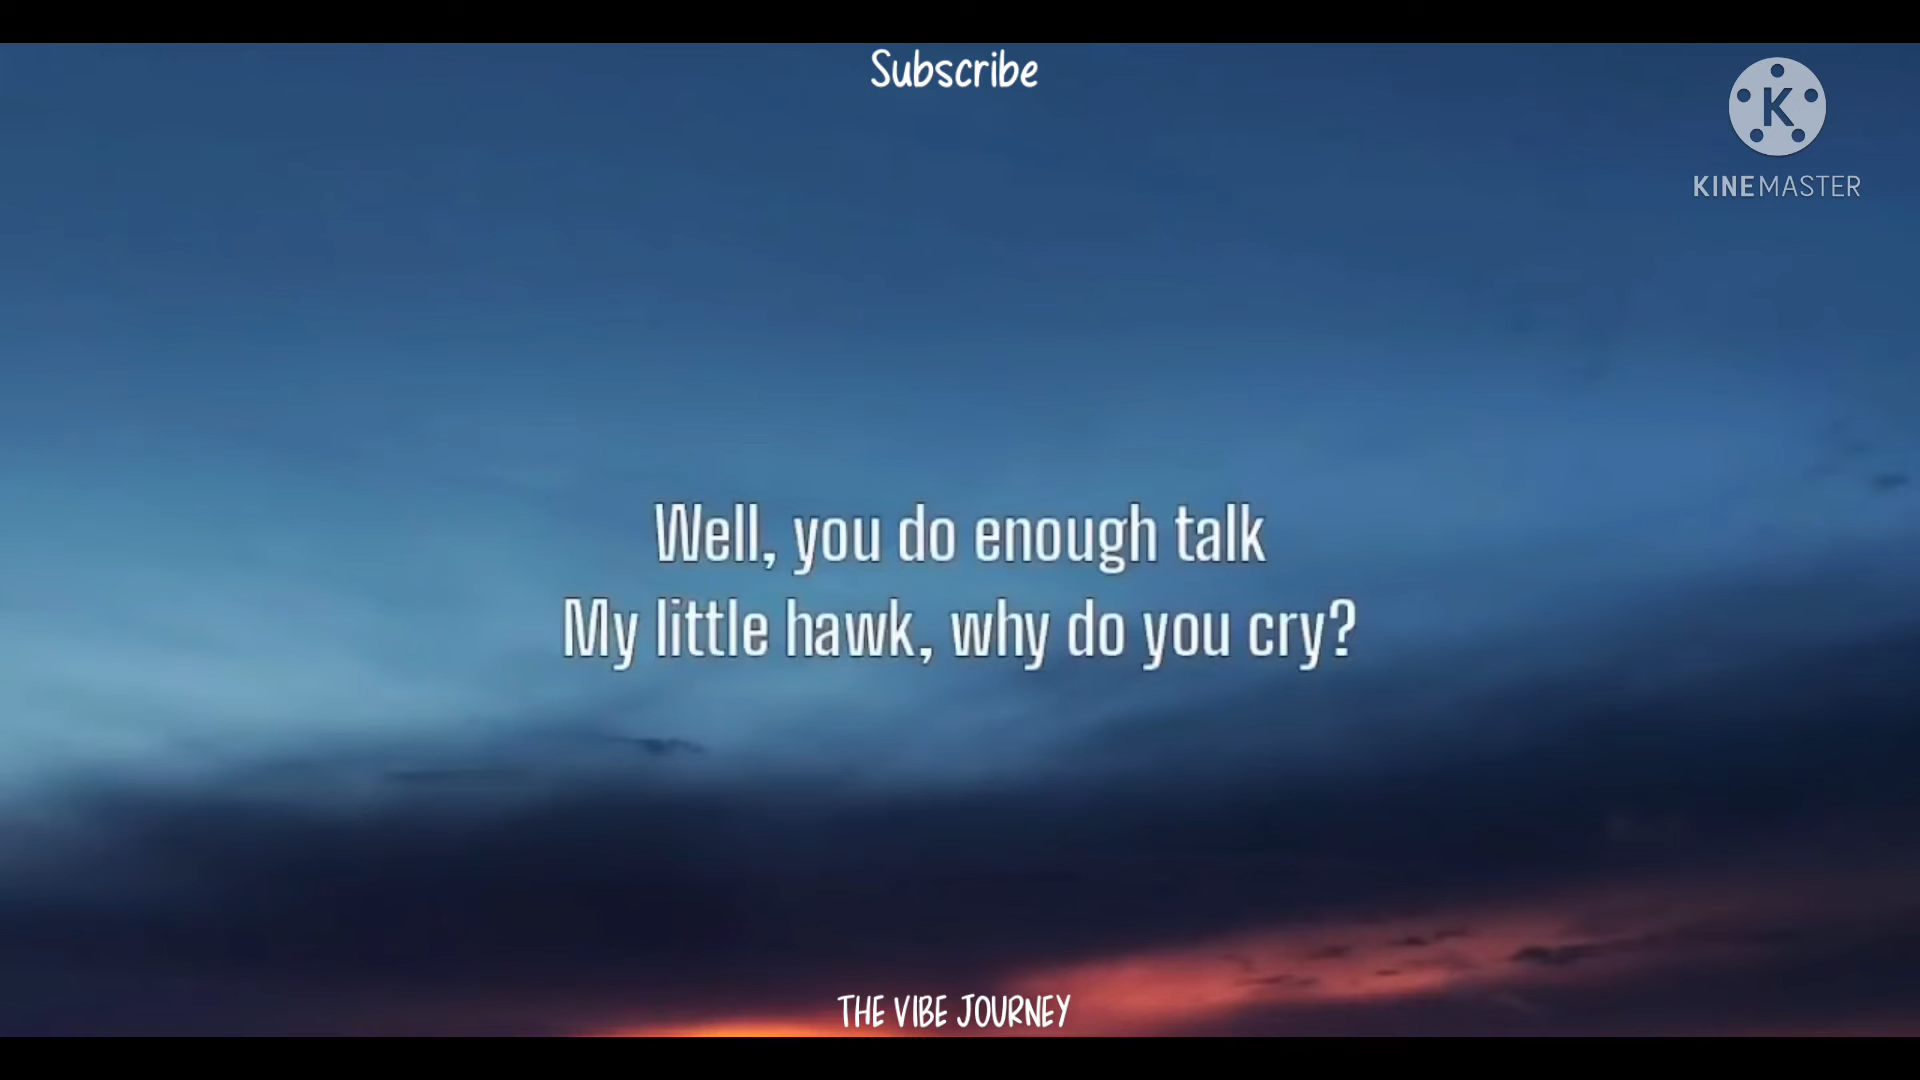 Subscribe
K
KINEMASTER
Well, you do enough talk
My little hawk, why do you cry?
THE VIBE JOURNEY